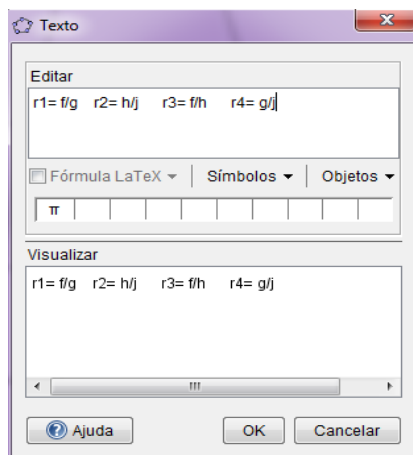 Texto
Editar
r1= f/g r2= h/j r3= f/h r4= g/j
Fórmula LaTeX Símbolos Objetos
π
Visualizar
r1= f/g r2= h/j r3= f/h r4= g/j
Ajuda OK Cancelar